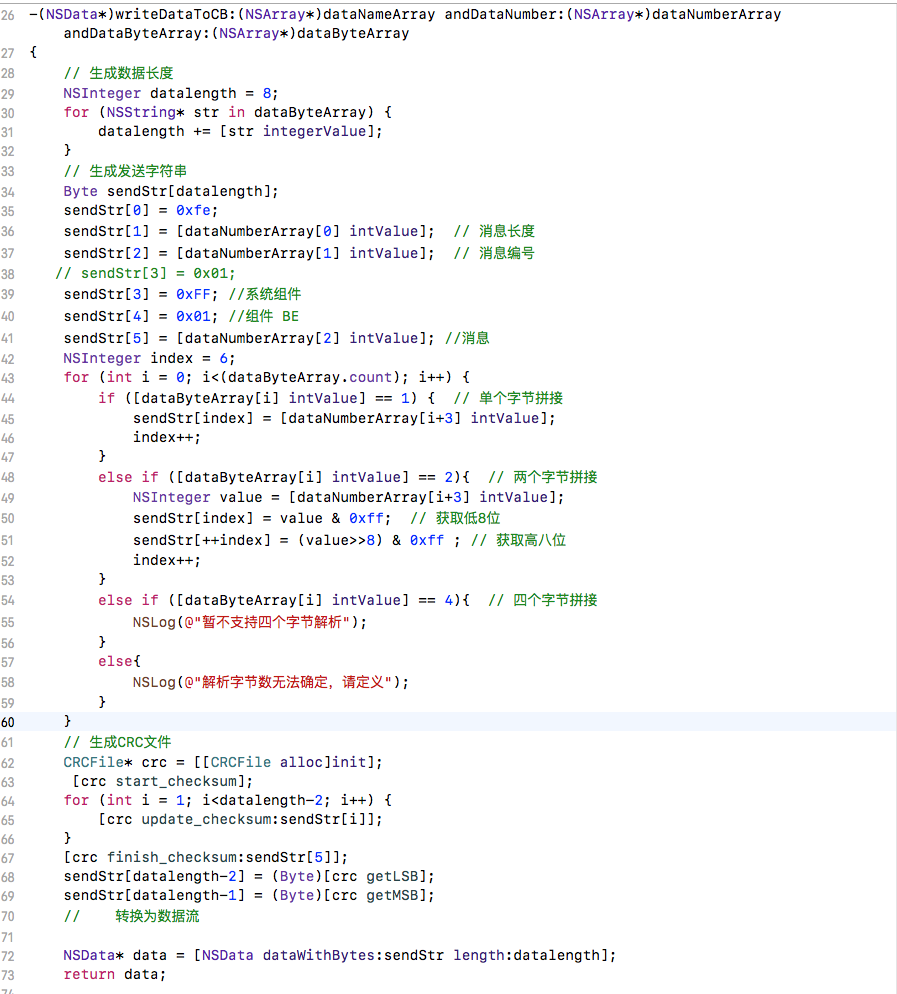 26 -(NSData*)writeDataToCB:(NSArray*)dataNameArray andDataNumber:(NSArray*)dataNumberArray
andDataByteArray:(NSArray*)dataByteArray
27 {
28 // 生成数据长度
29 NSInteger datalength = 8;
30 for (NSString* str in dataByteArray) {
31 datalength += [str integerValue];
32 }
33 // 生成发送字符串
34 Byte sendStr[datalength];
35 sendStr[0] = 0xfe;
36 sendStr[1] = [dataNumberArray[0] intValue]; // 消息长度
37 sendStr[2] = [dataNumberArray[1] intValue]; // 消息编号
38 // sendStr[3] = 0x01;
39 sendStr[3] = 0xFF; //系统组件
40 sendStr[4] = 0x01; //组件 BE
41 sendStr[5] = [dataNumberArray[2] intValue]; //消息
42 NSInteger index = 6;
43 for (int i = 0; i<(dataByteArray.count); i++) {
44 if ([dataByteArray[i] intValue] == 1) { // 单个字节拼接
45 sendStr[index] = [dataNumberArray[i+3] intValue];
46 index++;
47 }
48 else if ([dataByteArray[i] intValue] == 2){ // 两个字节拼接
49 NSInteger value = [dataNumberArray[i+3] intValue];
50 sendStr[index] = value & 0xff; // 获取低8位
51 sendStr[++index] = (value>>8) & 0xff ; // 获取高八位
52 index++;
53 }
54 else if ([dataByteArray[i] intValue] == 4){ // 四个字节拼接
55 NSLog(@"暂不支持四个字节解析");
56 }
57 else{
58 NSLog(@"解析字节数无法确定，请定义");
59 }
60 }
61 // 生成CRC文件
62 CRCFile* crc = [[CRCFile alloc]init];
63 [crc start_checksum];
64 for (int i = 1; i<datalength-2; i++) {
65 [crc update_checksum:sendStr[i]];
66 }
67 [crc finish_checksum:sendStr[5]];
68 sendStr[datalength-2] = (Byte)[crc getLSB];
69 sendStr[datalength-1] = (Byte)[crc getMSB];
70 // 转换为数据流
71
72 NSData* data = [NSData dataWithBytes:sendStr length:datalength];
73 return data;